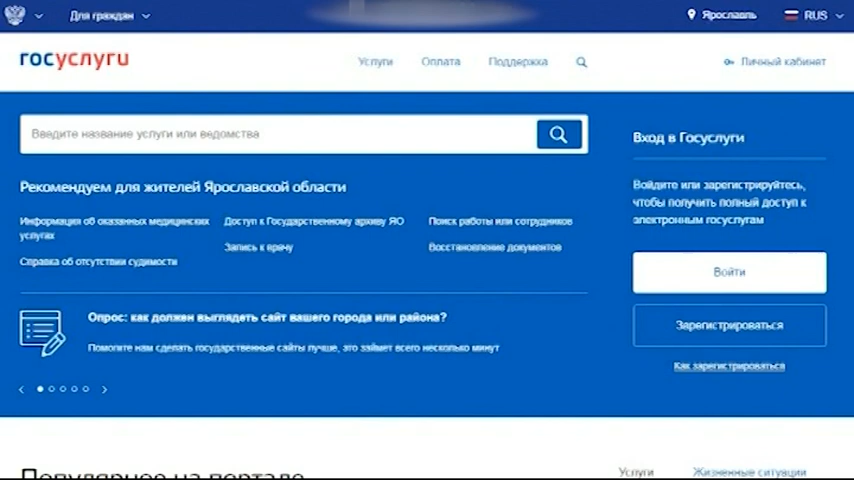 Для граждан
Ярославль
RUS
госуслуги
Услуги
Оплата
Поддержка
Личный кабинет
Введите название услуги или ведомства
Рекомендуем для жителей Ярославской области
Информация об оказанных медицинских
услугах
Справка об отсутствии судимости
Доступ к Государственному архиву ЯО
Запись к врачу
Поиск работы или сотрудников
Восстановление документов
Опрос: как должен выглядеть сайт вашего города или района?
Помогите нам сделать государственные сайты лучше, это займет всего несколько минут
Вход в Госуслуги
Войдите или зарегистрируйтесь,
чтобы получить полный доступ к
электронным госуслугам
Войти
Зарегистрироваться
Как зарегистрироваться
Популярное на портале
Услуги
Жизненные ситуации